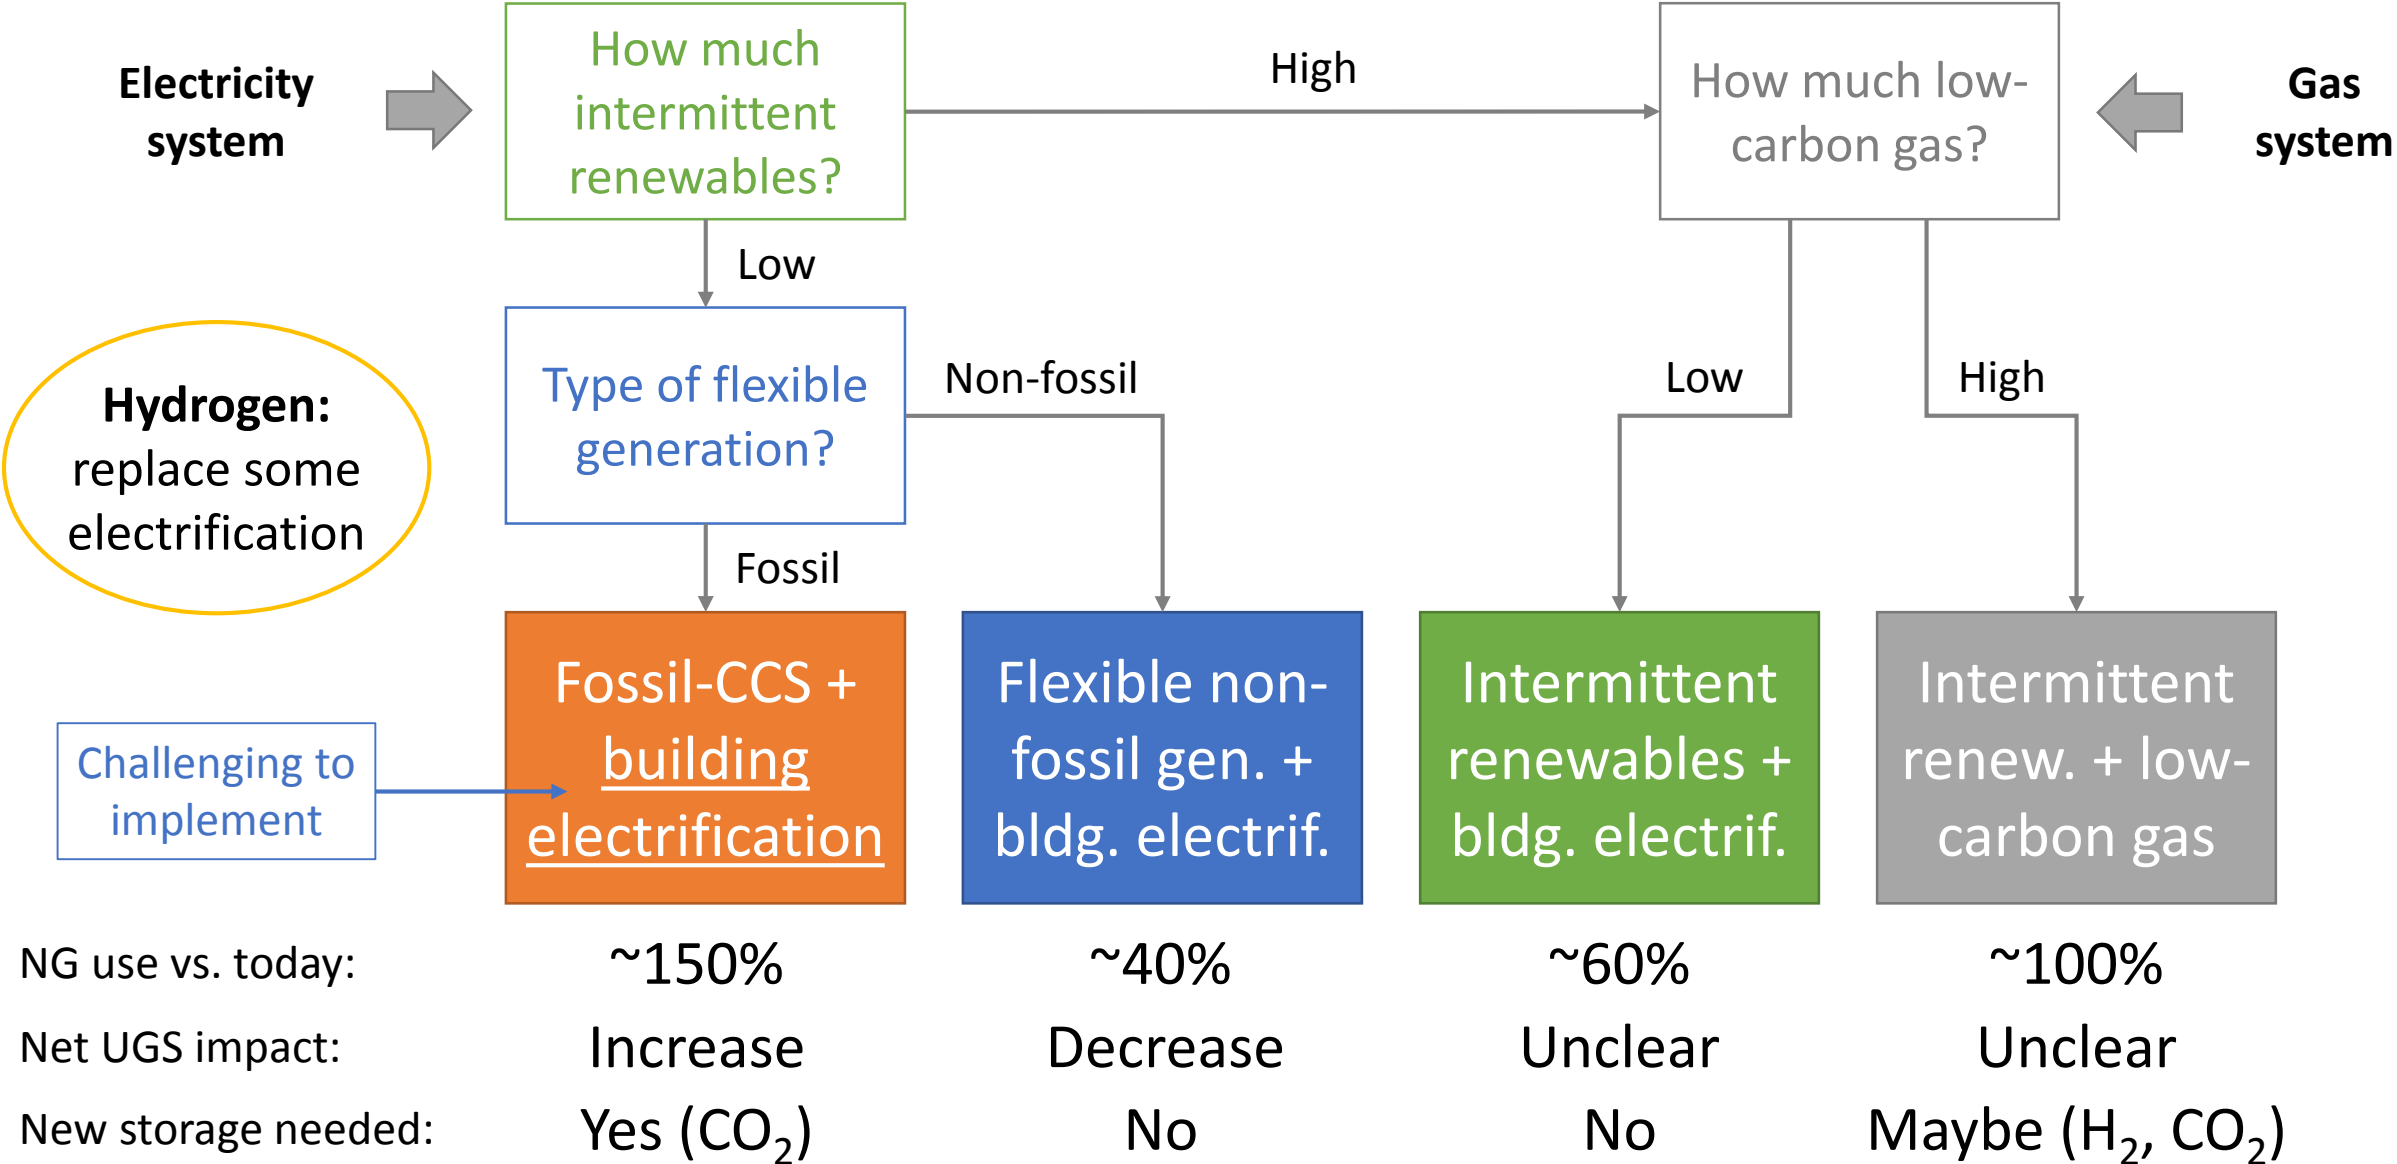 Electricity
system
How much
intermittent
renewables?
High
How much low-
carbon gas?
Gas
system
Low
Hydrogen:
replace some
electrification
Type of flexible
generation?
Non-fossil
Low
High
Fossil
Challenging to
implement
Fossil-CCS +
building
electrification
Flexible non-
fossil gen. +
bldg. electrif.
Intermittent
renewables +
bldg. electrif.
Intermittent
renew. + low-
carbon gas
NG use vs. today:
~150%
~40%
~60%
~100%
Net UGS impact:
Increase
Decrease
Unclear
Unclear
New storage needed:
Yes (CO₂)
No
No
Maybe (H₂, CO₂)